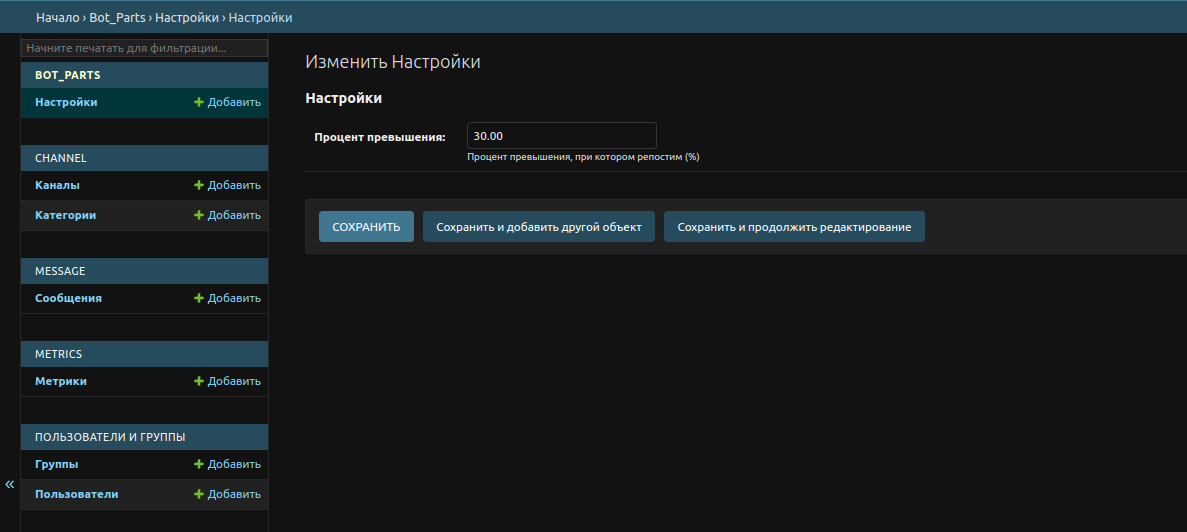 Начало › Bot_Parts › Настройки › Настройки
Начните печатать для фильтрации...
BOT_PARTS
Настройки Добавить
CHANNEL
Каналы Добавить
Категории Добавить
MESSAGE
Сообщения Добавить
METRICS
Метрики Добавить
ПОЛЬЗОВАТЕЛИ И ГРУППЫ
Группы Добавить
Пользователи Добавить
«
Изменить Настройки
Настройки
Процент превышения: 30.00
Процент превышения, при котором репостим (%)
СОХРАНИТЬ Сохранить и добавить другой объект Сохранить и продолжить редактирование